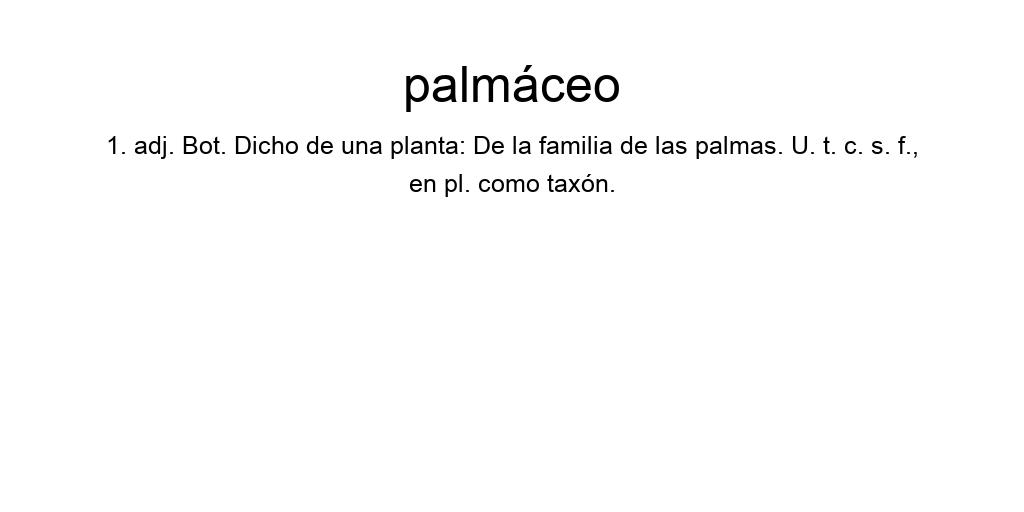 palmáceo
1. adj. Bot. Dicho de una planta: De la familia de las palmas. U. t. c. s. f.,
en pl. como taxón.